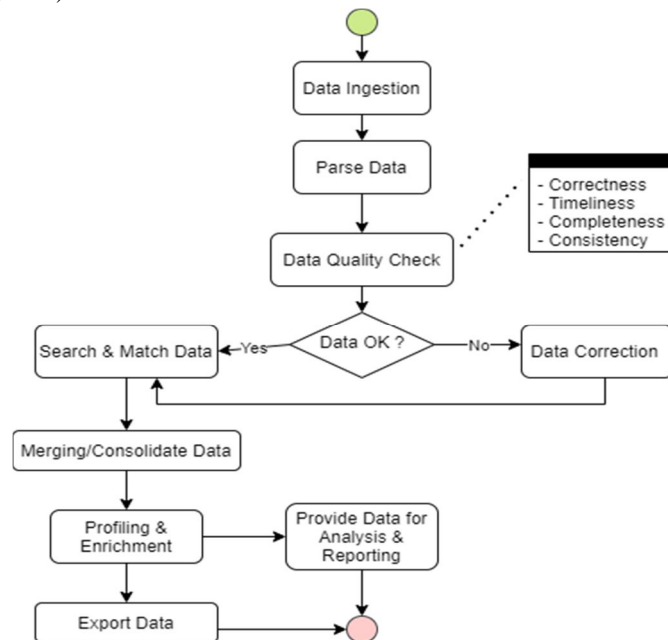 Data Ingestion
Parse Data
- Correctness
- Timeliness
- Completeness
- Consistency
Data Quality Check
Data OK ?
Yes
No
Search & Match Data
Data Correction
Merging/Consolidate Data
Profiling &
Enrichment
Provide Data for
Analysis &
Reporting
Export Data